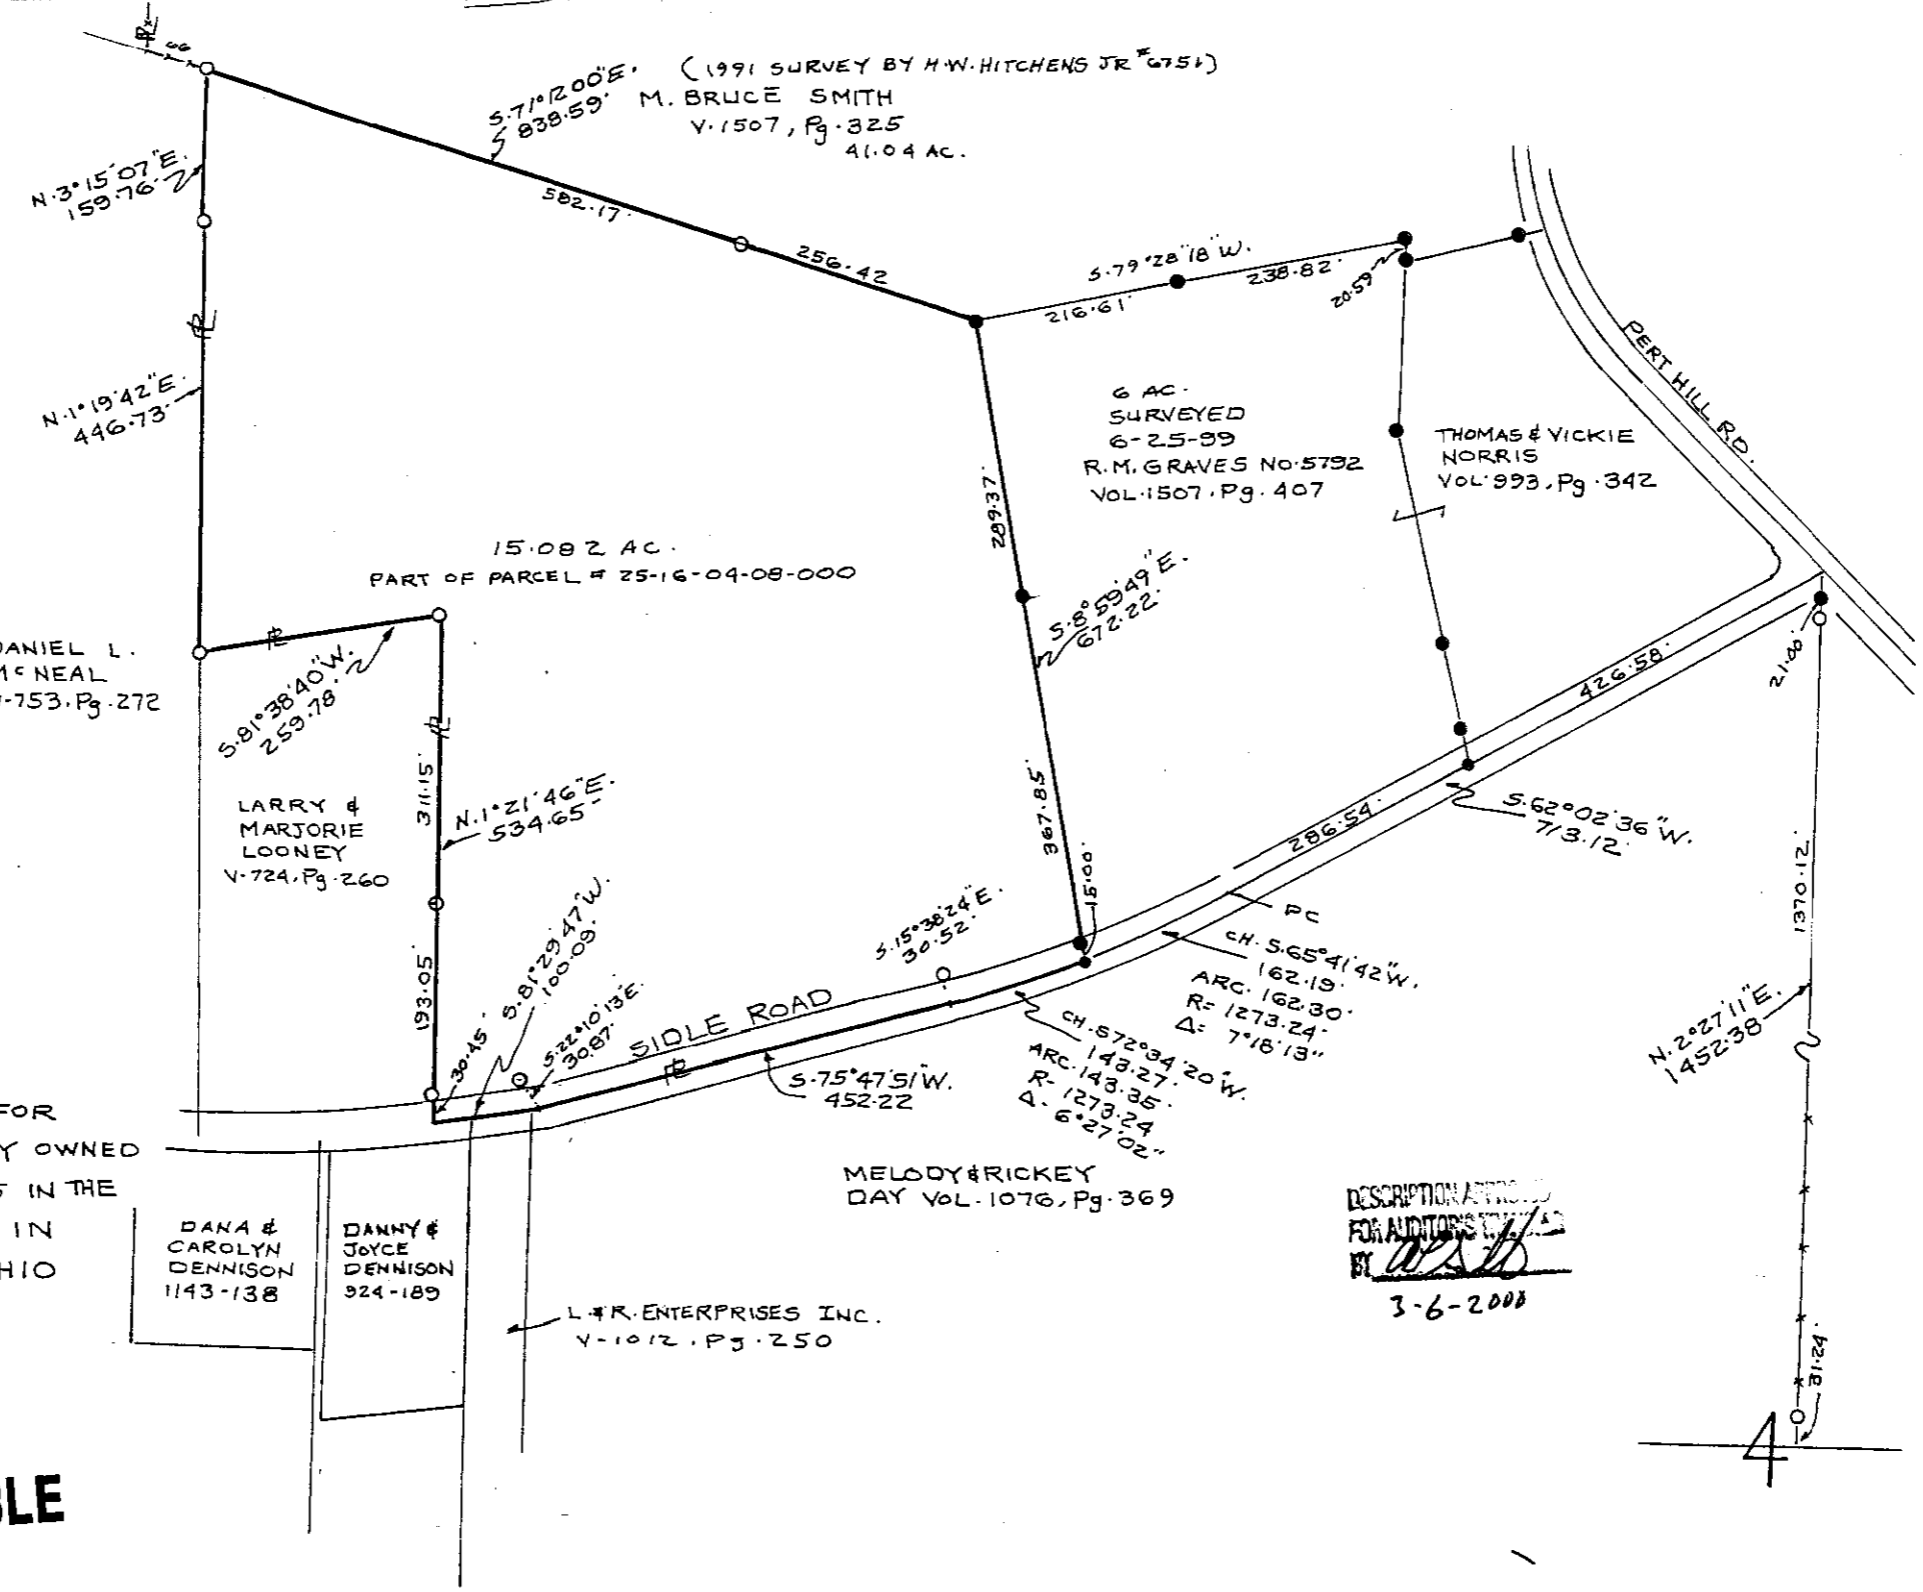 (1991 SURVEY BY H.W. HITCHENS JR #6751)
M. BRUCE SMITH
V. 1507, Pg. 325
41.04 AC.
S.71°12'00"E.
838.59'
66
N.3°15'07"E.
159.76'
582.17'
256.42
S.79°28'18"W.
216.61'
238.82'
20.59
PERT HILL RD.
N.1°19'42"E.
446.73'
6 AC.
SURVEYED
6-25-99
R.M. GRAVES NO.5792
VOL.1507, Pg. 407
THOMAS & VICKIE
NORRIS
VOL.993, Pg. 342
289.37'
15.082 AC.
PART OF PARCEL # 25-16-04-08-000
S.8°59'49"E.
672.22'
DANIEL L.
McNEAL
-753, Pg. 272
S.81°38'40"W.
259.78'
426.58'
21.06'
311.15'
N.1°21'46"E.
534.65'
LARRY &
MARJORIE
LOONEY
V-724, Pg. 260
367.85'
15.00'
286.54'
S.62°02'36"W.
713.12'
1370.12'
PC
CH. S.65°41'42"W.
162.19'
ARC. 162.30'
R= 1273.24'
Δ= 7°18'13"
S.15°38'24"E.
30.52'
193.05'
30.45'
S.81°29'47"W.
100.09'
S.22°10'13"E.
30.87'
SIDLE ROAD
S.75°47'51"W.
452.22
CH. S72°34'20"W.
143.27'
ARC. 143.35'
R- 1273.24
Δ. 6°27'02"
N.2°27'11"E.
1452.38
FOR
Y OWNED
IN THE
IN
HIO
MELODY & RICKEY
DAY VOL. 1076, Pg. 369
DANA &
CAROLYN
DENNISON
1143-138
DANNY &
JOYCE
DENNISON
924-189
L. & R. ENTERPRISES INC.
V-1012, Pg. 250
DESCRIPTION APPROVED
FOR AUDITOR'S TRANSFER
BY
3-6-2000
31.24'
4
BLE